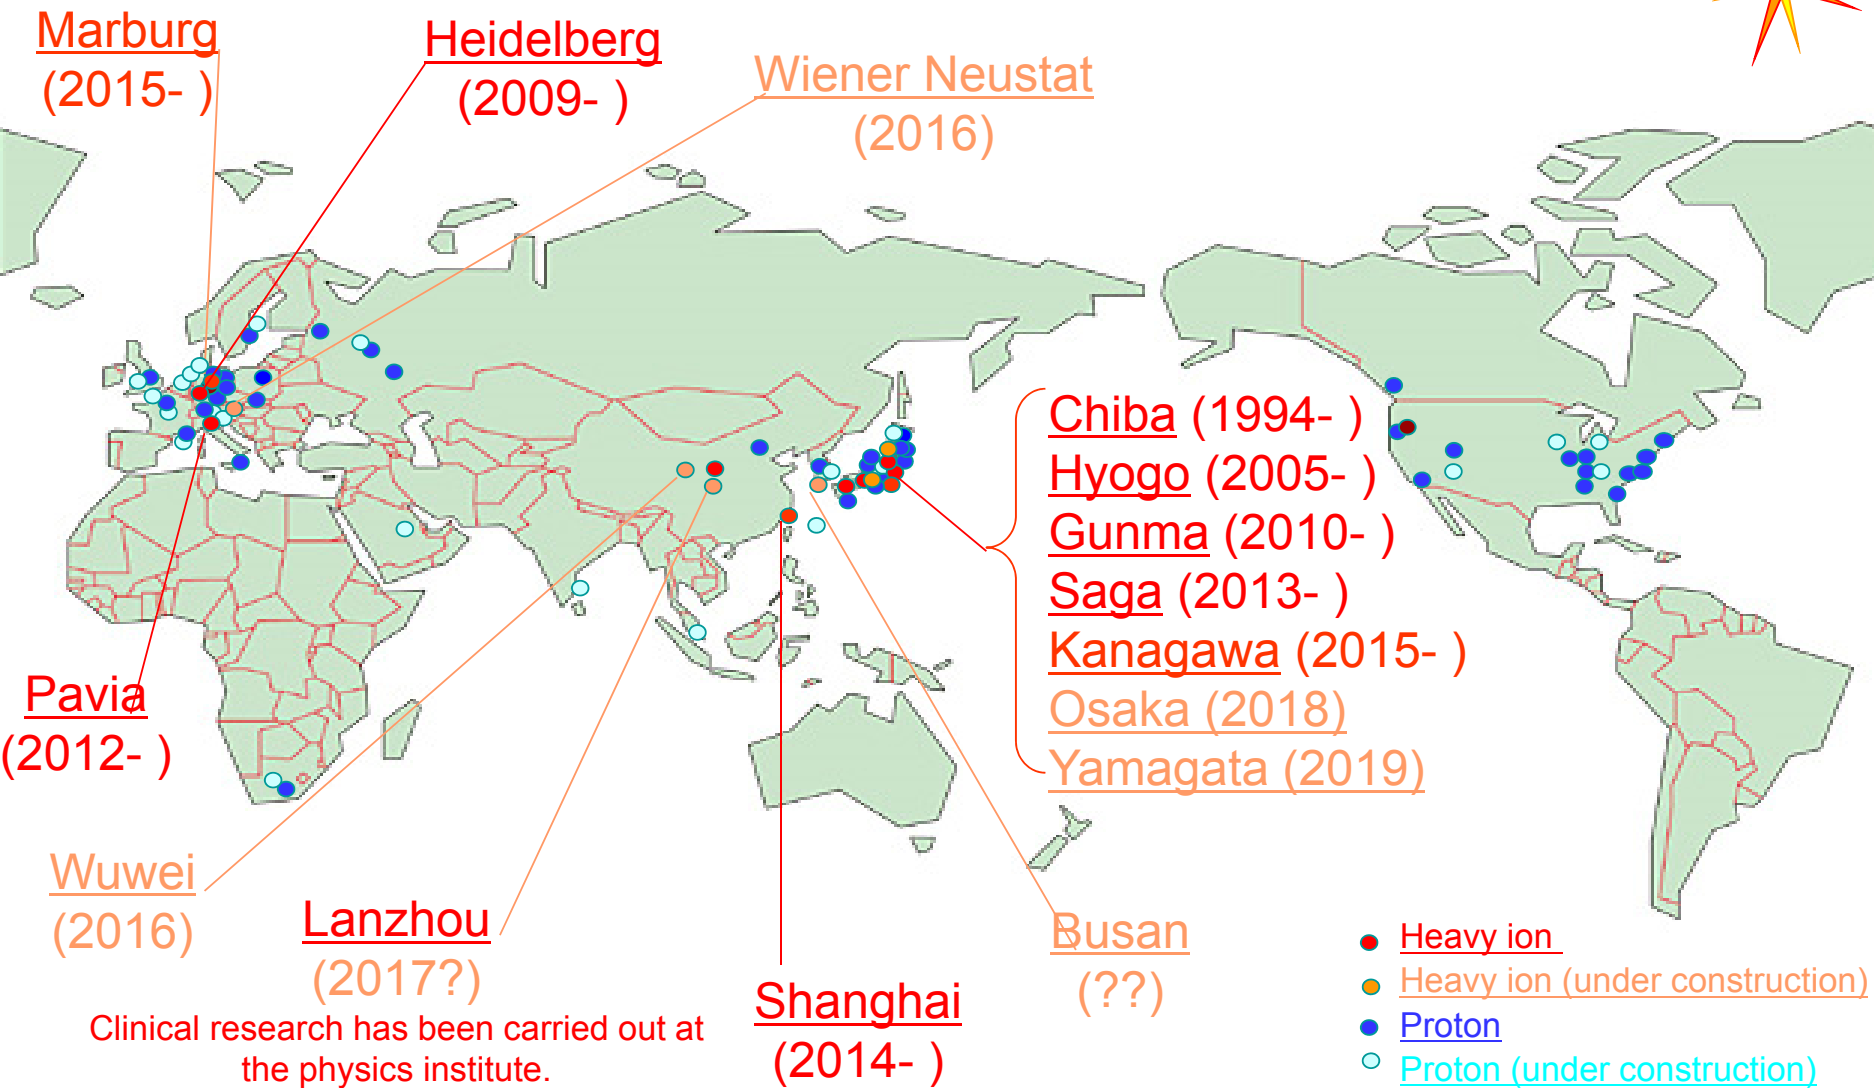 Marburg
(2015- )
Heidelberg
(2009- )
Wiener Neustat
(2016)
Chiba (1994- )
Hyogo (2005- )
Gunma (2010- )
Saga (2013- )
Kanagawa (2015- )
Osaka (2018)
Yamagata (2019)
Pavia
(2012- )
Wuwei
(2016)
Lanzhou
(2017?)
Clinical research has been carried out at
the physics institute.
Shanghai
(2014- )
Busan
(??)
Heavy ion
Heavy ion (under construction)
Proton
Proton (under construction)